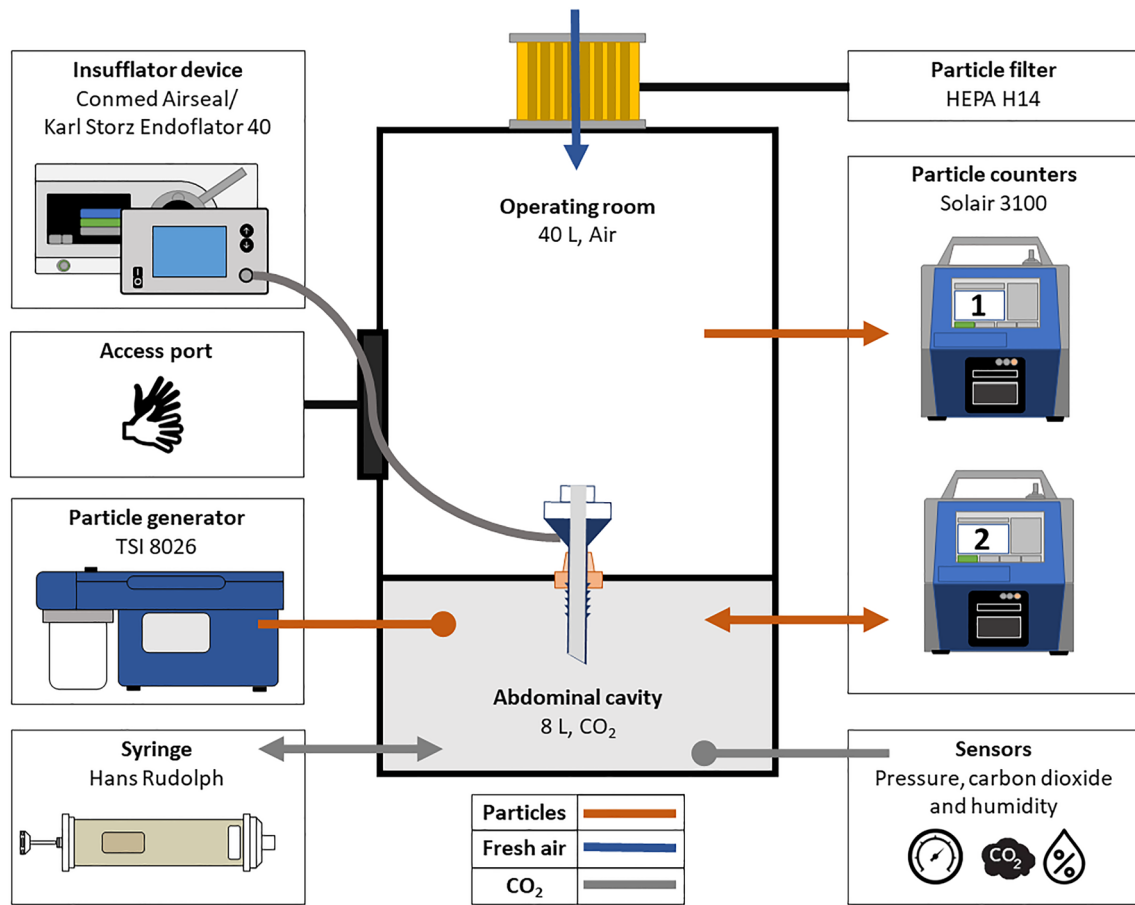 Insufflator device
Conmed Airseal/
Karl Storz Endoflator 40
Access port
Particle generator
TSI 8026
Syringe
Hans Rudolph
Operating room
40 L, Air
Abdominal cavity
8 L, CO₂
Particles
Fresh air
CO₂
Particle filter
HEPA H14
Particle counters
Solair 3100
1
2
Sensors
Pressure, carbon dioxide
and humidity
CO₂
%